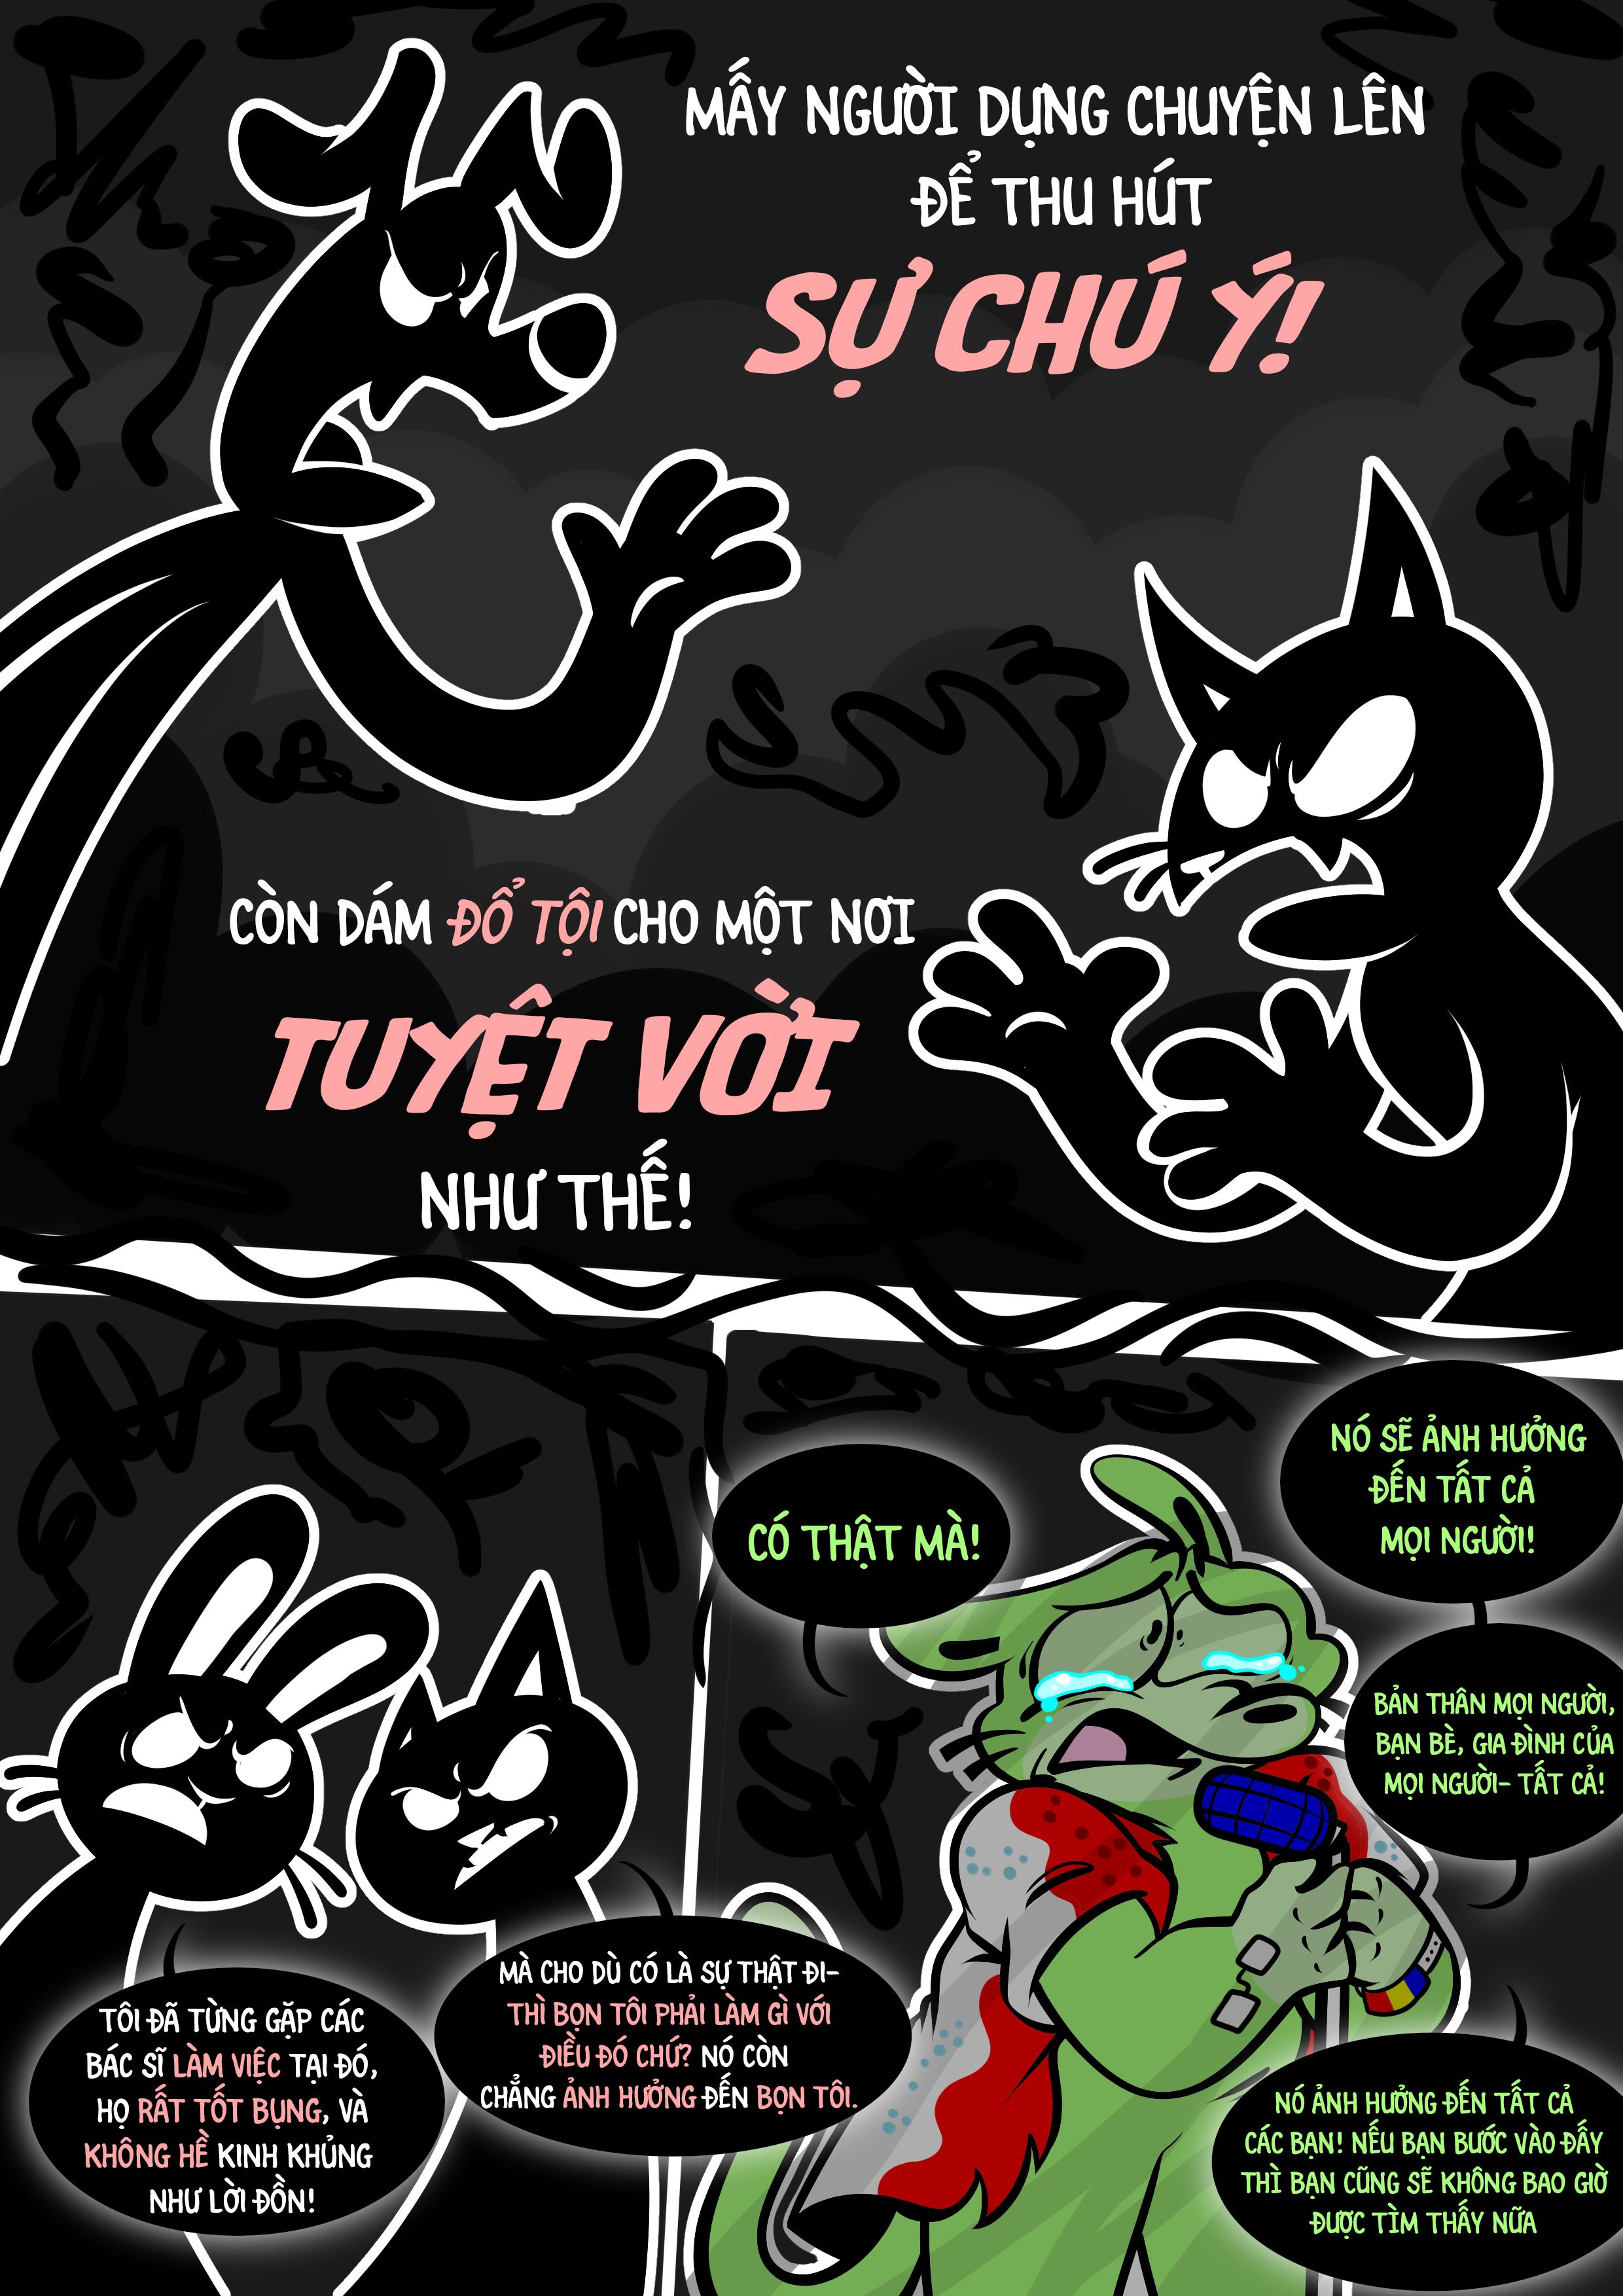 MẤY NGƯỜI DỰNG CHUYỆN LÊN
ĐỂ THU HÚT
SỰ CHÚ Ý!
CÒN DÁM ĐỔ TỘI CHO MỘT NƠI
TUYỆT VỜI
NHƯ THẾ!
TÔI ĐÃ TỪNG GẶP CÁC
BÁC SĨ LÀM VIỆC TẠI ĐÓ,
HỌ RẤT TỐT BỤNG, VÀ
KHÔNG HỀ KINH KHỦNG
NHƯ LỜI ĐỒN!
MÀ CHO DÙ CÓ LÀ SỰ THẬT ĐI-
THÌ BỌN TÔI PHẢI LÀM GÌ VỚI
ĐIỀU ĐÓ CHỨ? NÓ CÒN
CHẲNG ẢNH HƯỞNG ĐẾN BỌN TÔI.
CÓ THẬT MÀ!
NÓ SẼ ẢNH HƯỞNG
ĐẾN TẤT CẢ
MỌI NGƯỜI!
BẢN THÂN MỌI NGƯỜI,
BẠN BÈ, GIA ĐÌNH CỦA
MỌI NGƯỜI- TẤT CẢ!
NÓ ẢNH HƯỞNG ĐẾN TẤT CẢ
CÁC BẠN! NẾU BẠN BƯỚC VÀO ĐẤY
THÌ BẠN CŨNG SẼ KHÔNG BAO GIỜ
ĐƯỢC TÌM THẤY NỮA